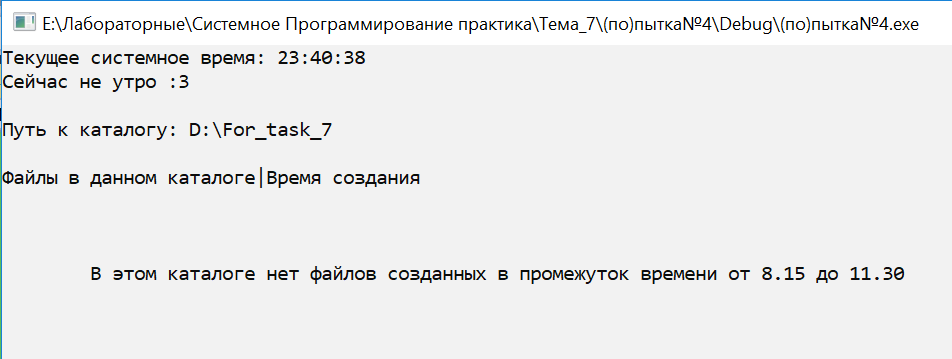 E:\Лабораторные\Системное Программирование практика\Тема_7\(по)пытка№4\Debug\(по)пытка№4.exe
Текущее системное время: 23:40:38
Сейчас не утро :3
Путь к каталогу: D:\For_task_7
Файлы в данном каталоге|Время создания
В этом каталоге нет файлов созданных в промежуток времени от 8.15 до 11.30